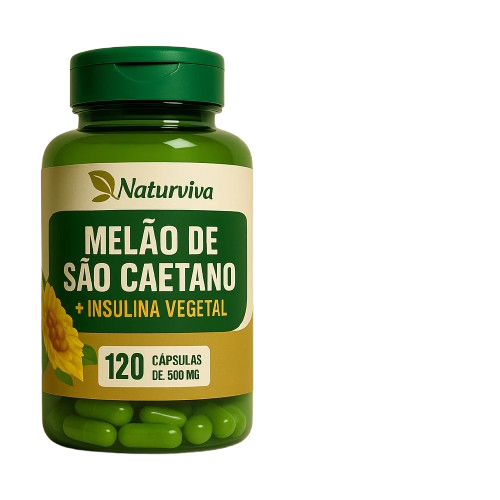 Naturviva
MELÃO DE
SÃO CAETANO
+ INSULINA VEGETAL
120 CÁPSULAS
DE. 500 MG